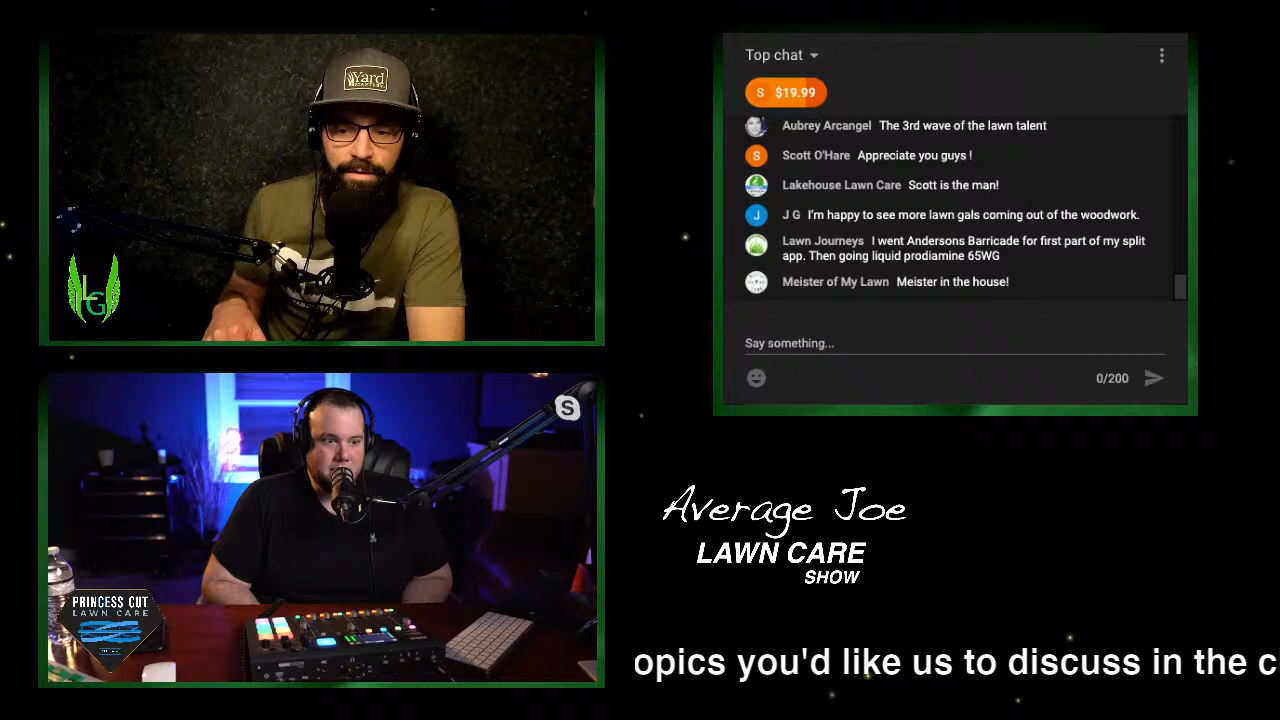 Yard
LG
Top chat
S $19.99
Aubrey Arcangel The 3rd wave of the lawn talent
S Scott O'Hare Appreciate you guys !
Lakehouse Lawn Care Scott is the man!
J J G I'm happy to see more lawn gals coming out of the woodwork.
Lawn Journeys I went Andersons Barricade for first part of my split
app. Then going liquid prodiamine 65WG
Meister of My Lawn Meister in the house!
Say something...
0/200
S
PRINCESS CUT
LAWN CARE
Average Joe
LAWN CARE
SHOW
opics you'd like us to discuss in the c